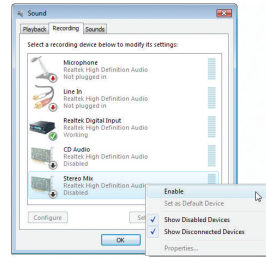 Sound
Playback Recording Sounds
Select a recording device below to modify its settings:
Microphone
Realtek High Definition Audio
Not plugged in
Line In
Realtek High Definition Audio
Not plugged in
Realtek Digital Input
Realtek High Definition Audio
Working
CD Audio
Realtek High Definition Audio
Disabled
Stereo Mix
Realtek High Definition Audio
Disabled
Enable
Set as Default Device
Show Disabled Devices
Show Disconnected Devices
Properties...
Configure
Set
OK